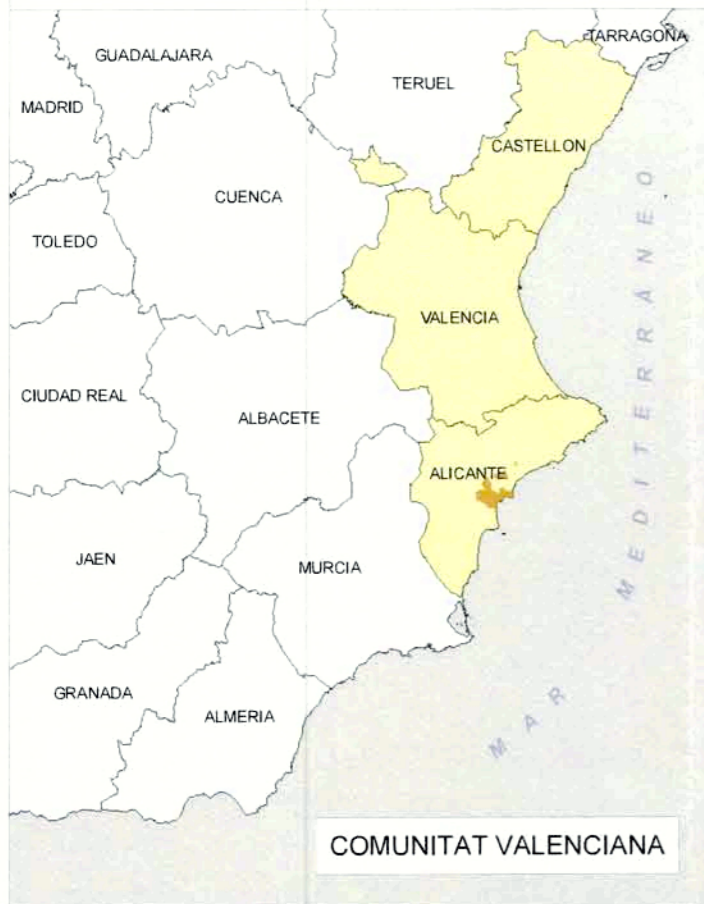 TARRAGONA
GUADALAJARA
TERUEL
MADRID
CASTELLON
CUENCA
TOLEDO
VALENCIA
CIUDAD REAL
ALBACETE
ALICANTE
JAEN
MURCIA
GRANADA
ALMERIA
MAR MEDITERRÁNEO
COMUNITAT VALENCIANA